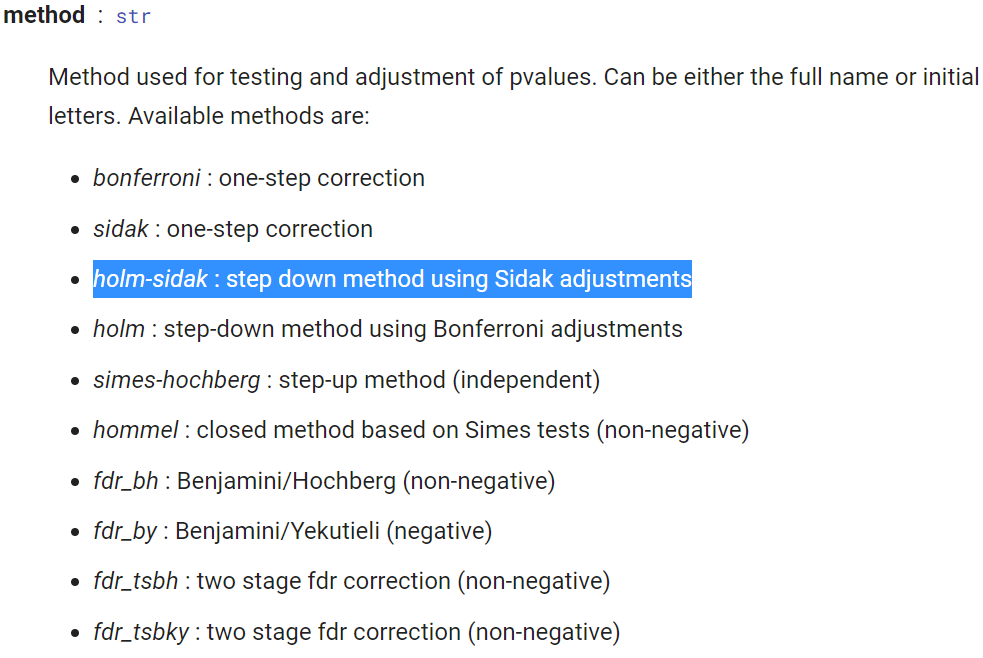 method : str
Method used for testing and adjustment of pvalues. Can be either the full name or initial
letters. Available methods are:
• bonferroni : one-step correction
• sidak : one-step correction
• holm-sidak : step down method using Sidak adjustments
• holm : step-down method using Bonferroni adjustments
• simes-hochberg : step-up method (independent)
• hommel : closed method based on Simes tests (non-negative)
• fdr_bh : Benjamini/Hochberg (non-negative)
• fdr_by : Benjamini/Yekutieli (negative)
• fdr_tsbh : two stage fdr correction (non-negative)
• fdr_tsbky : two stage fdr correction (non-negative)